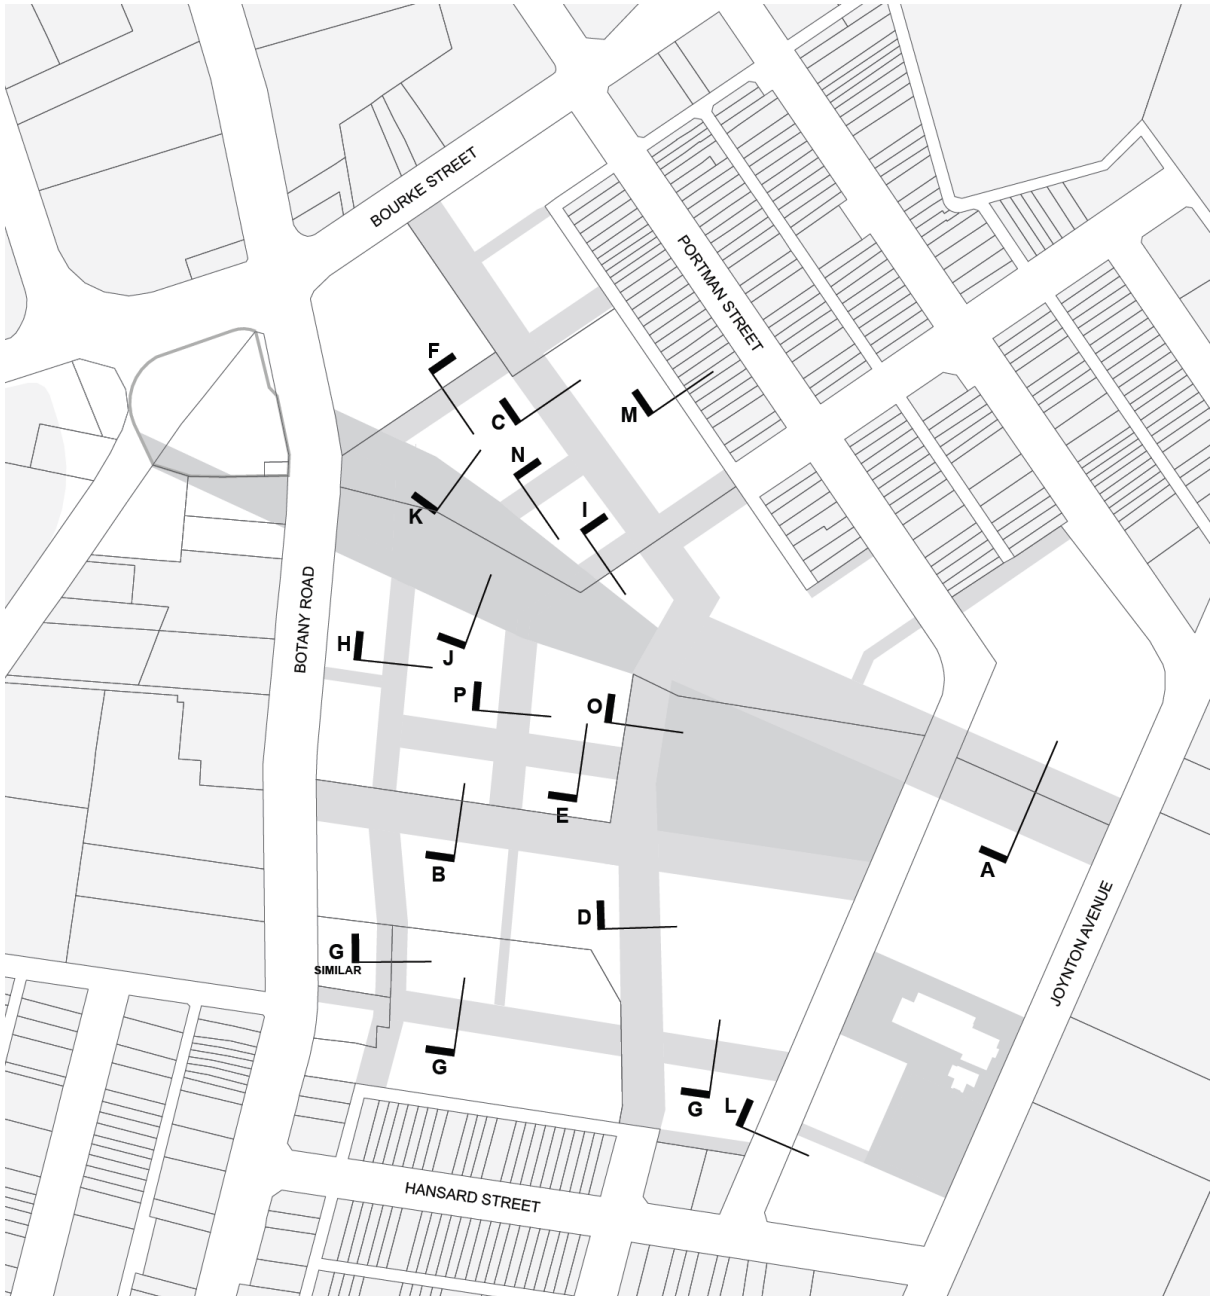 BOURKE STREET
PORTMAN STREET
F
C
M
N
K
I
BOTANY ROAD
H
J
P
O
E
B
A
D
G
SIMILAR
JOYNTON AVENUE
G
G
L
HANSARD STREET